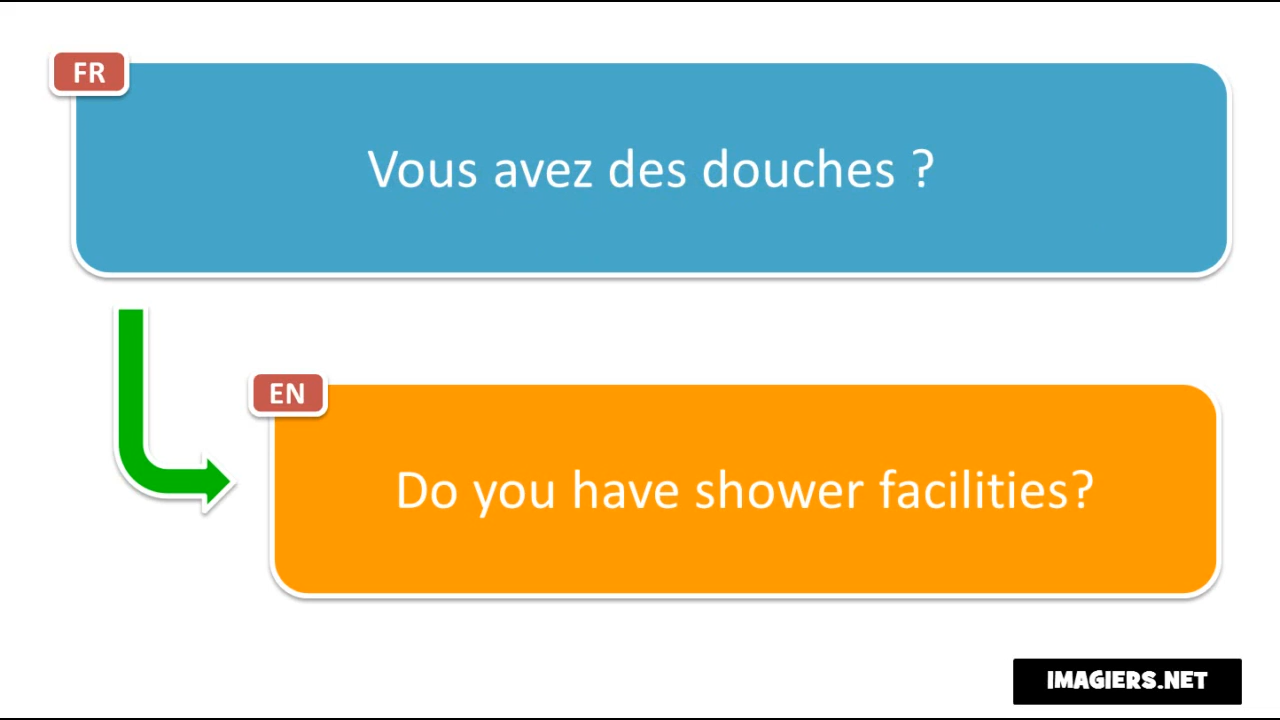 FR
Vous avez des douches ?
EN
Do you have shower facilities?
IMAGIERS.NET